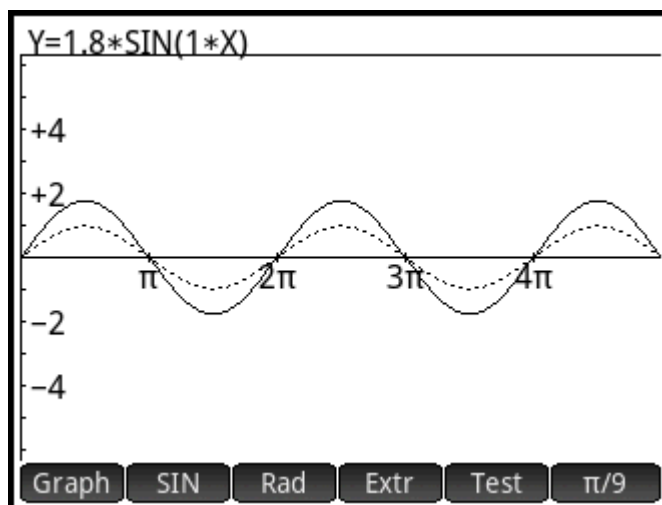 Y=1.8*SIN(1*X)
+4
+2
π 2π 3π 4π
−2
−4
Graph SIN Rad Extr Test π/9